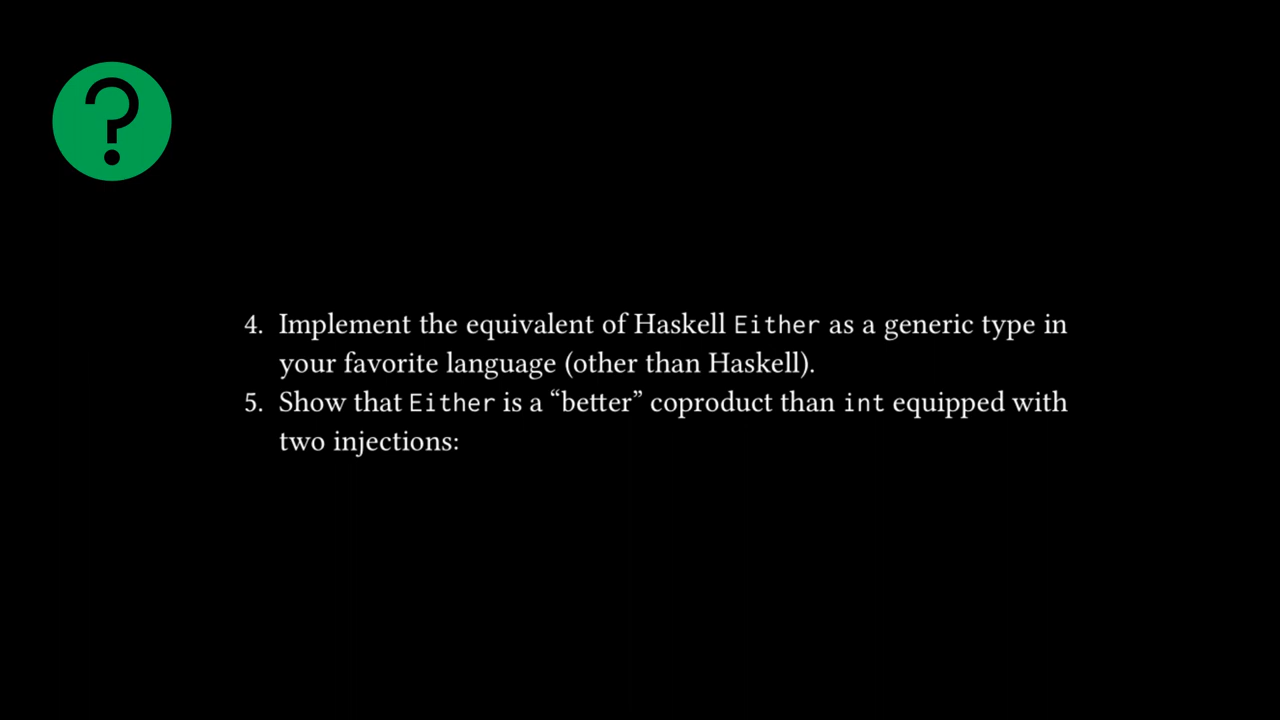 ?
4. Implement the equivalent of Haskell Either as a generic type in
your favorite language (other than Haskell).
5. Show that Either is a “better” coproduct than int equipped with
two injections: